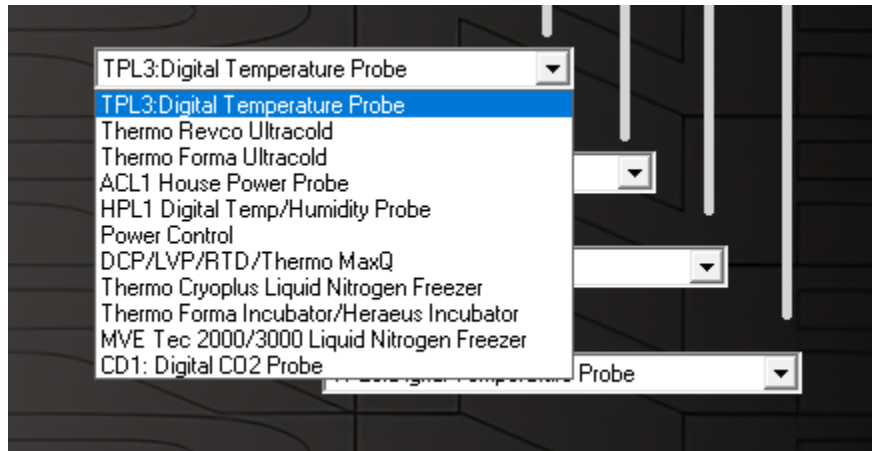 TPL3:Digital Temperature Probe
TPL3:Digital Temperature Probe
Thermo Revco Ultracold
Thermo Forma Ultracold
ACL1 House Power Probe
HPL1 Digital Temp/Humidity Probe
Power Control
DCP/LVP/RTD/Thermo MaxQ
Thermo Cryoplus Liquid Nitrogen Freezer
Thermo Forma Incubator/Heraeus Incubator
MVE Tec 2000/3000 Liquid Nitrogen Freezer
CD1: Digital CO2 Probe
Probe